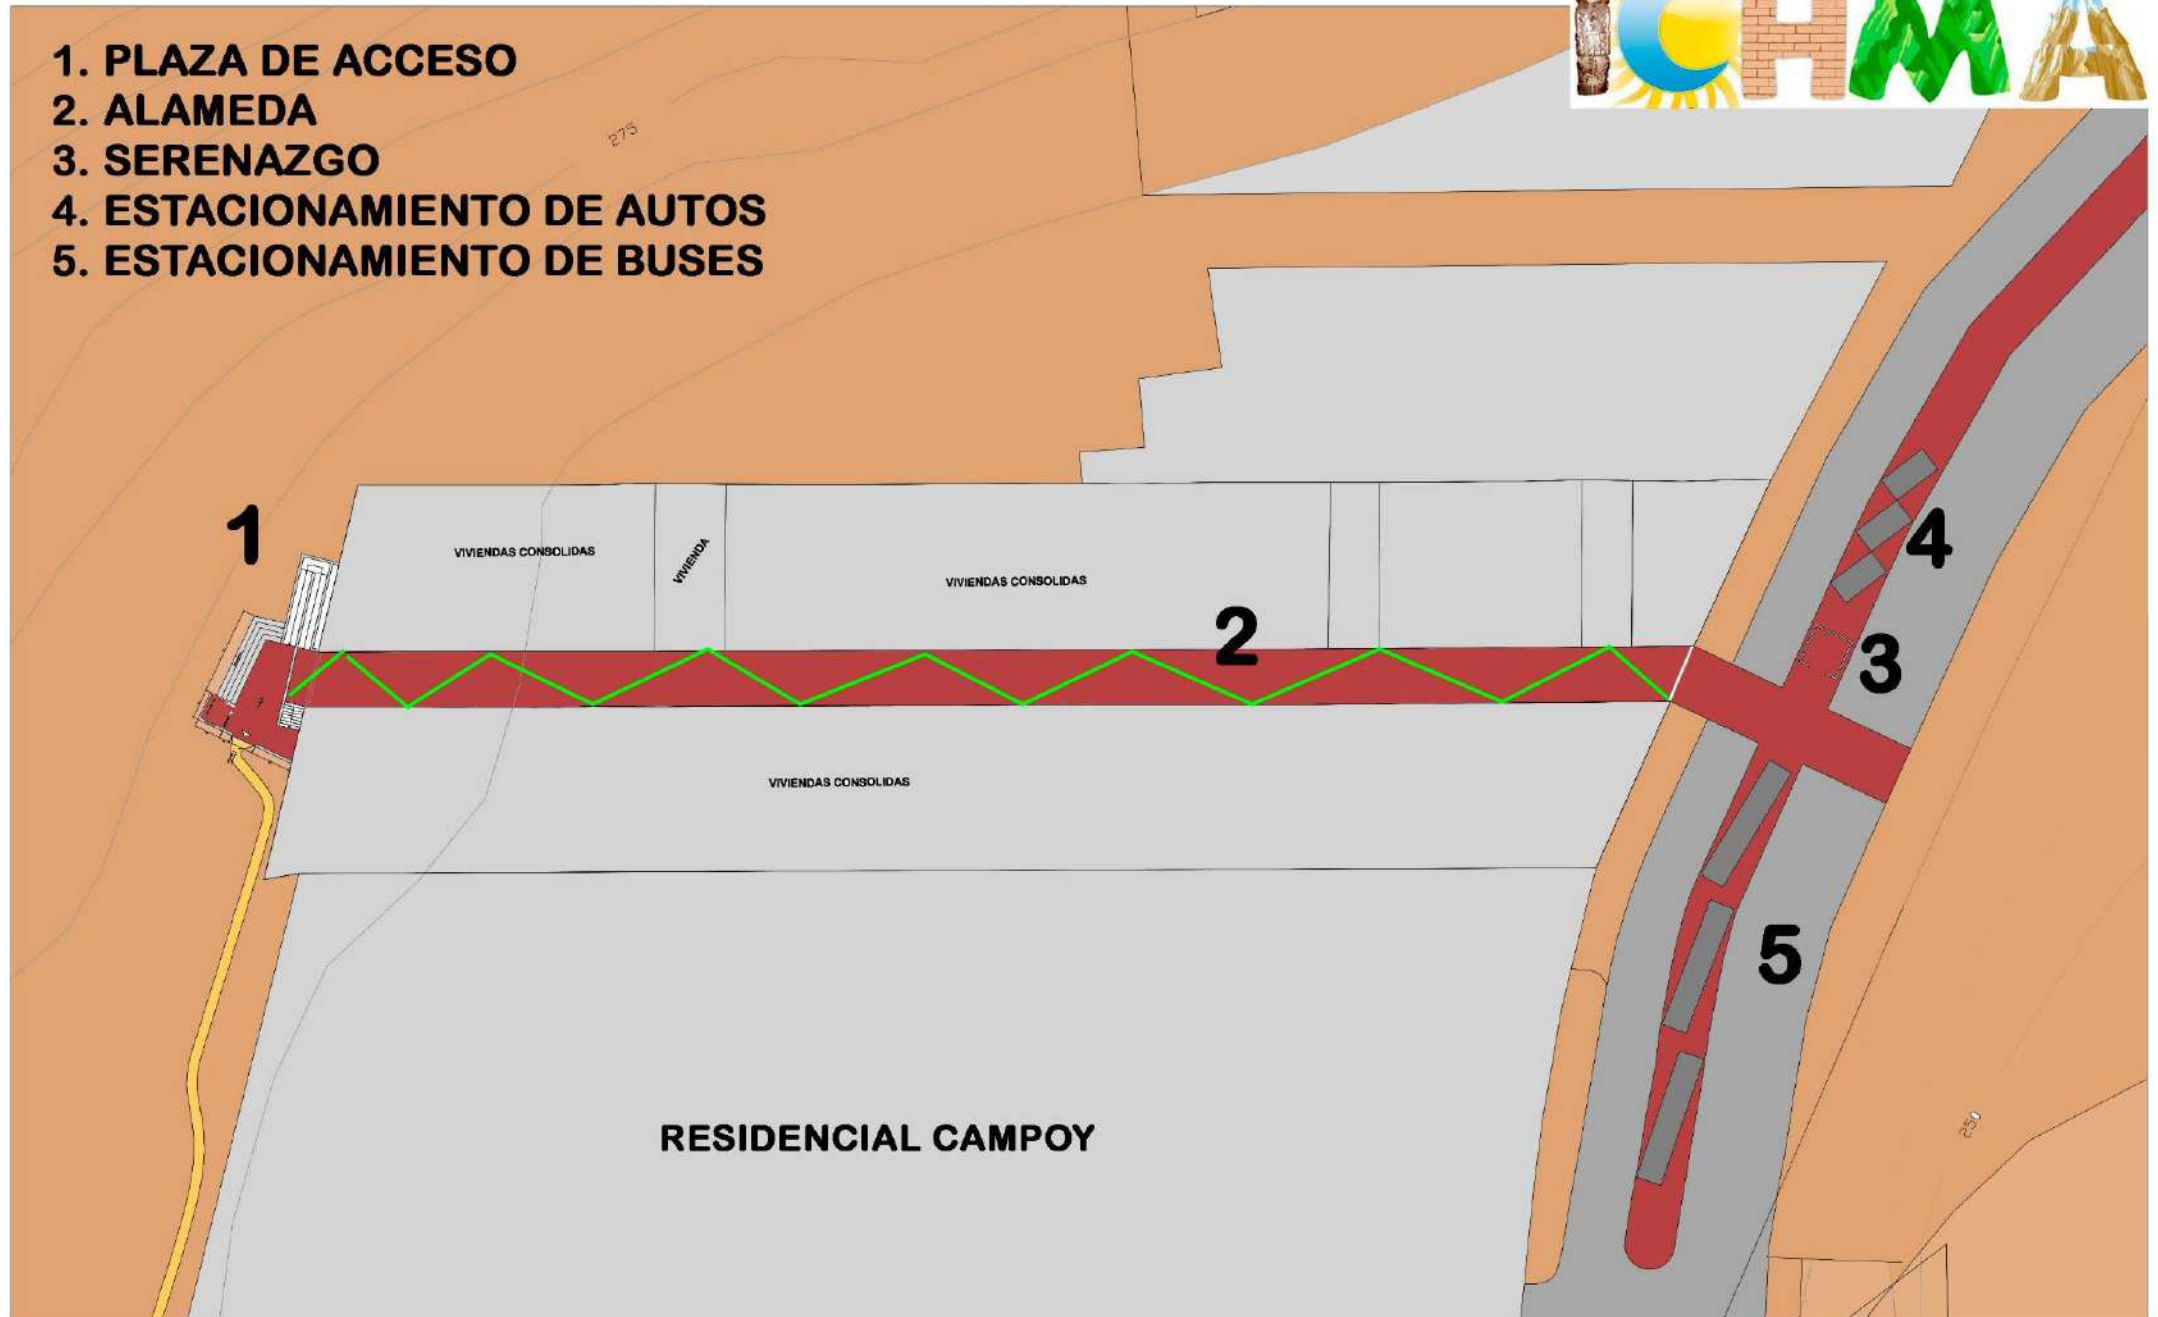 1. PLAZA DE ACCESO
2. ALAMEDA
3. SERENAZGO
4. ESTACIONAMIENTO DE AUTOS
5. ESTACIONAMIENTO DE BUSES
ICHMA
275
1
VIVIENDAS CONSOLIDAS
VIVIENDA
VIVIENDAS CONSOLIDAS
2
4
3
VIVIENDAS CONSOLIDAS
5
RESIDENCIAL CAMPOY
250